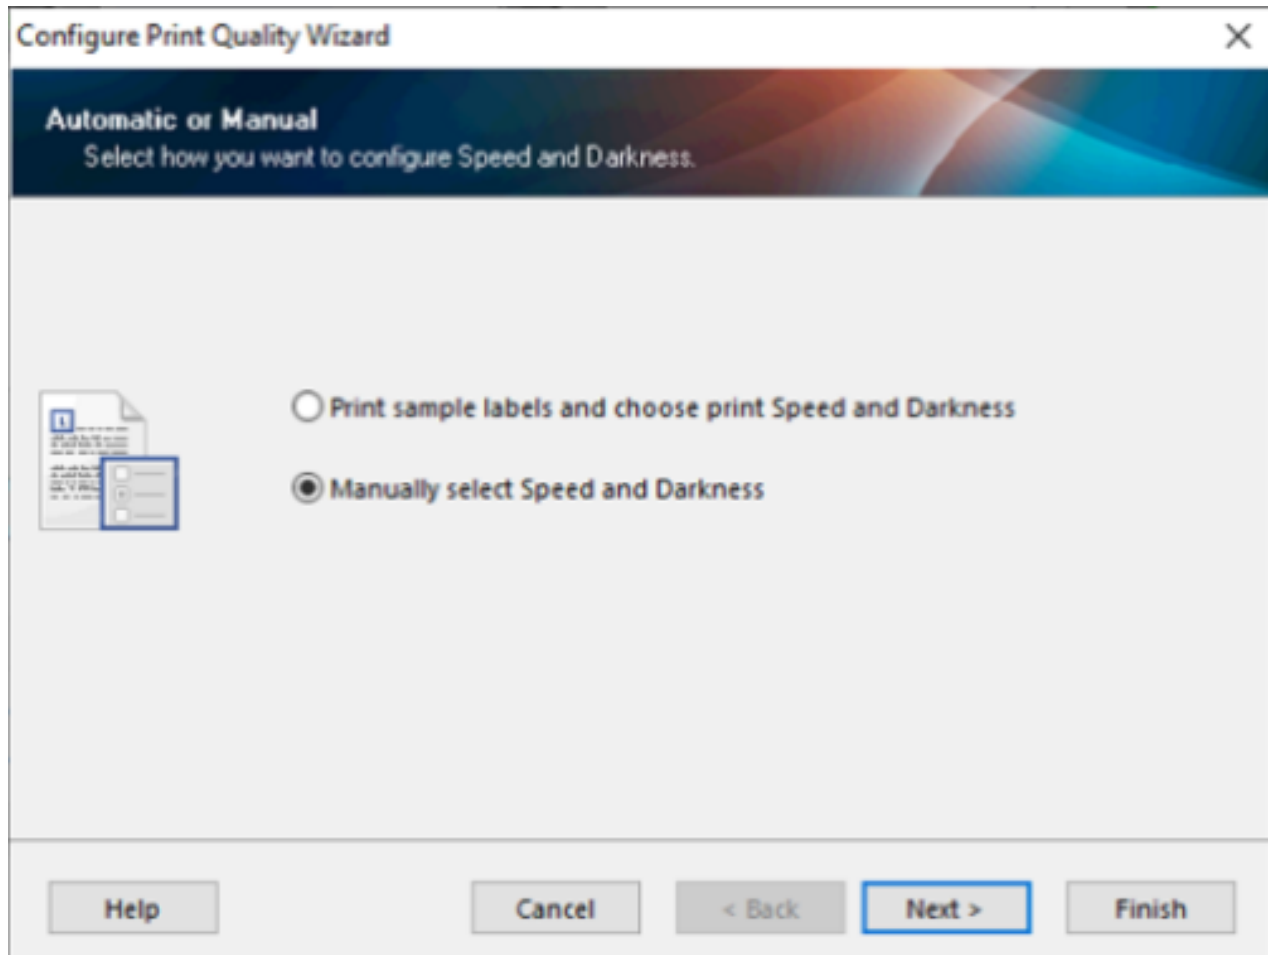 Configure Print Quality Wizard
Automatic or Manual
Select how you want to configure Speed and Darkness.
Print sample labels and choose print Speed and Darkness
Manually select Speed and Darkness
Help
Cancel
< Back
Next >
Finish